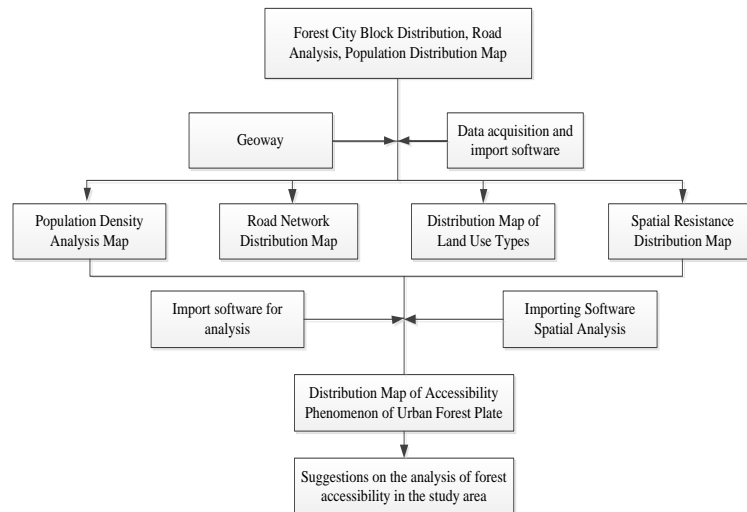 Forest City Block Distribution, Road
Analysis, Population Distribution Map
Geoway
Data acquisition and
import software
Population Density
Analysis Map
Road Network
Distribution Map
Distribution Map of
Land Use Types
Spatial Resistance
Distribution Map
Import software for
analysis
Importing Software
Spatial Analysis
Distribution Map of Accessibility
Phenomenon of Urban Forest Plate
Suggestions on the analysis of forest
accessibility in the study area